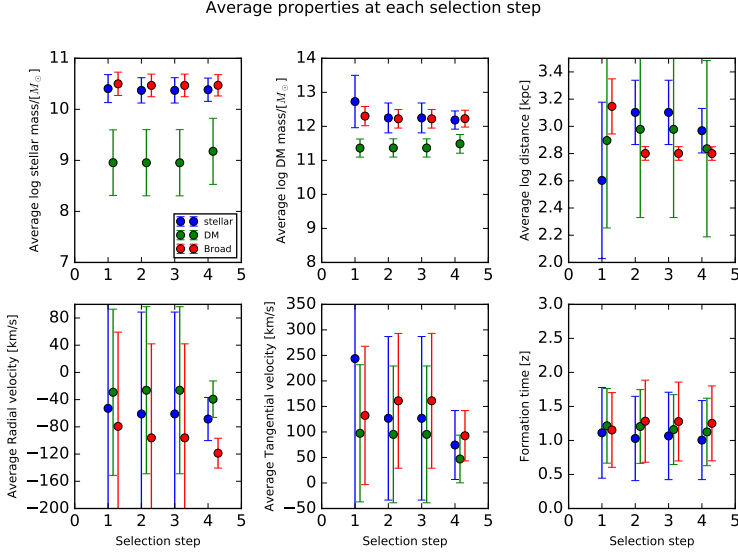 Average properties at each selection step
Average log stellar mass/[M⊙]
11
10
9
8
7
0 1 2 3 4 5
stellar
DM
Broad
Average log DM mass/[M⊙]
14
13
12
11
10
9
8
0 1 2 3 4 5
Average log distance [kpc]
3.4
3.2
3.0
2.8
2.6
2.4
2.2
2.0
0 1 2 3 4 5
Average Radial velocity [km/s]
80
40
0
−40
−80
−120
−160
−200
0 1 2 3 4 5
Selection step
Average Tangential velocity [km/s]
350
300
250
200
150
100
50
0
−50
0 1 2 3 4 5
Selection step
Formation time [z]
3.0
2.5
2.0
1.5
1.0
0.5
0.0
0 1 2 3 4 5
Selection step